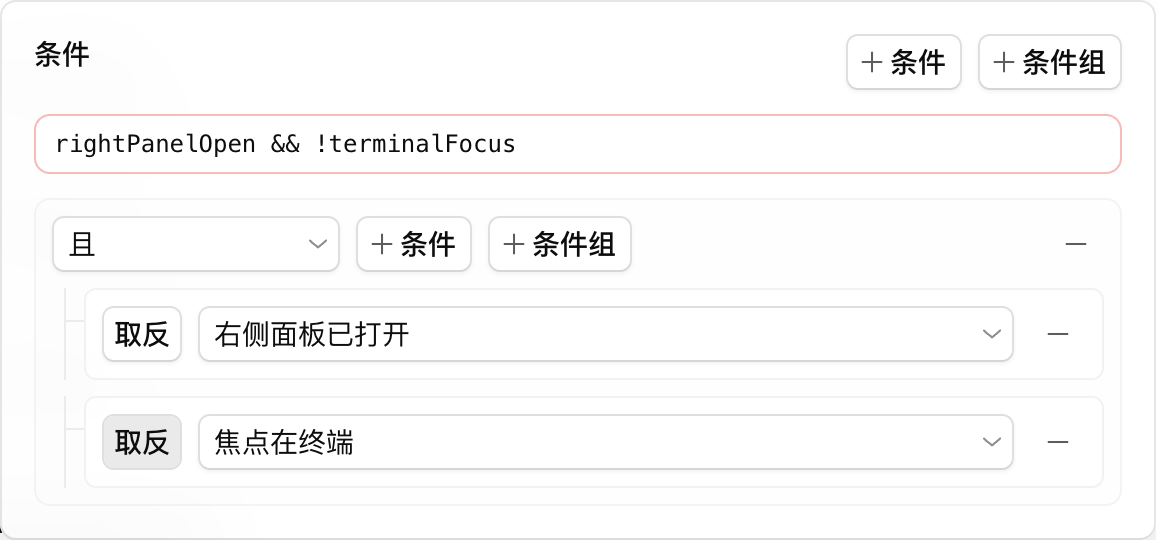 条件
+ 条件
+ 条件组
rightPanelOpen && !terminalFocus
且
+ 条件
+ 条件组
取反
右侧面板已打开
取反
焦点在终端